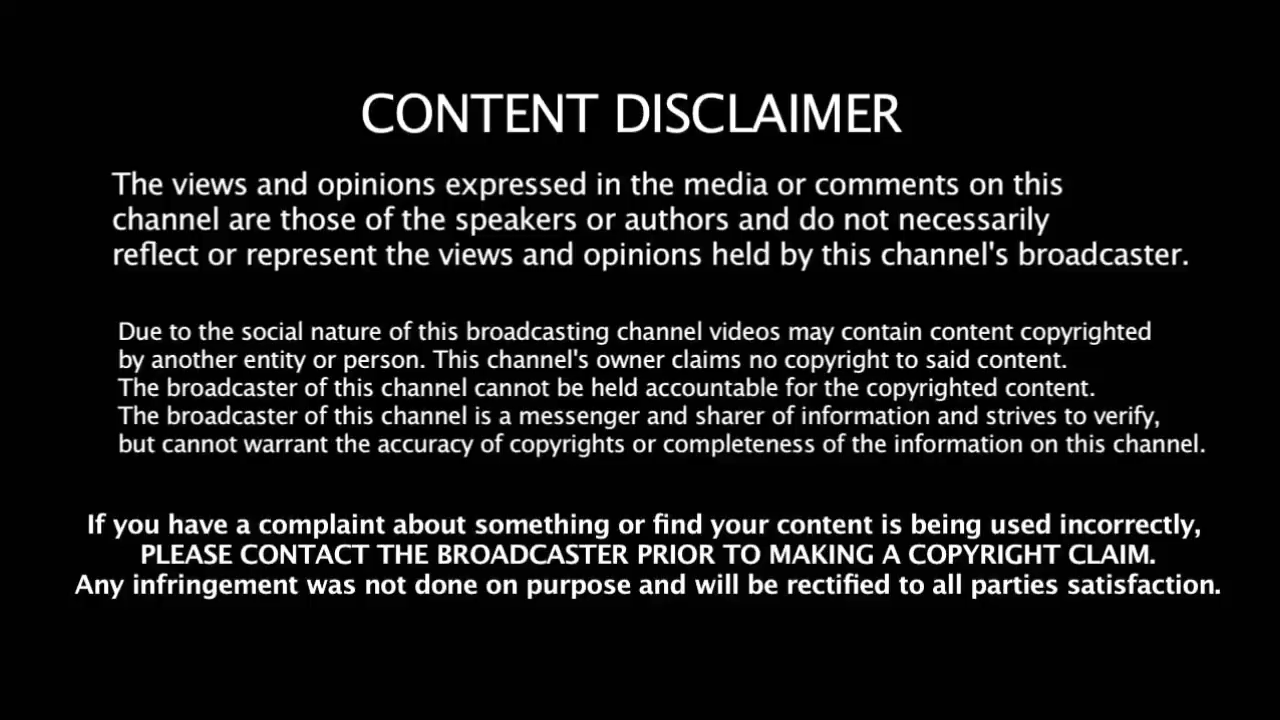 CONTENT DISCLAIMER
The views and opinions expressed in the media or comments on this
channel are those of the speakers or authors and do not necessarily
reflect or represent the views and opinions held by this channel's broadcaster.
Due to the social nature of this broadcasting channel videos may contain content copyrighted
by another entity or person. This channel's owner claims no copyright to said content.
The broadcaster of this channel cannot be held accountable for the copyrighted content.
The broadcaster of this channel is a messenger and sharer of information and strives to verify,
but cannot warrant the accuracy of copyrights or completeness of the information on this channel.
If you have a complaint about something or find your content is being used incorrectly,
PLEASE CONTACT THE BROADCASTER PRIOR TO MAKING A COPYRIGHT CLAIM.
Any infringement was not done on purpose and will be rectified to all parties satisfaction.